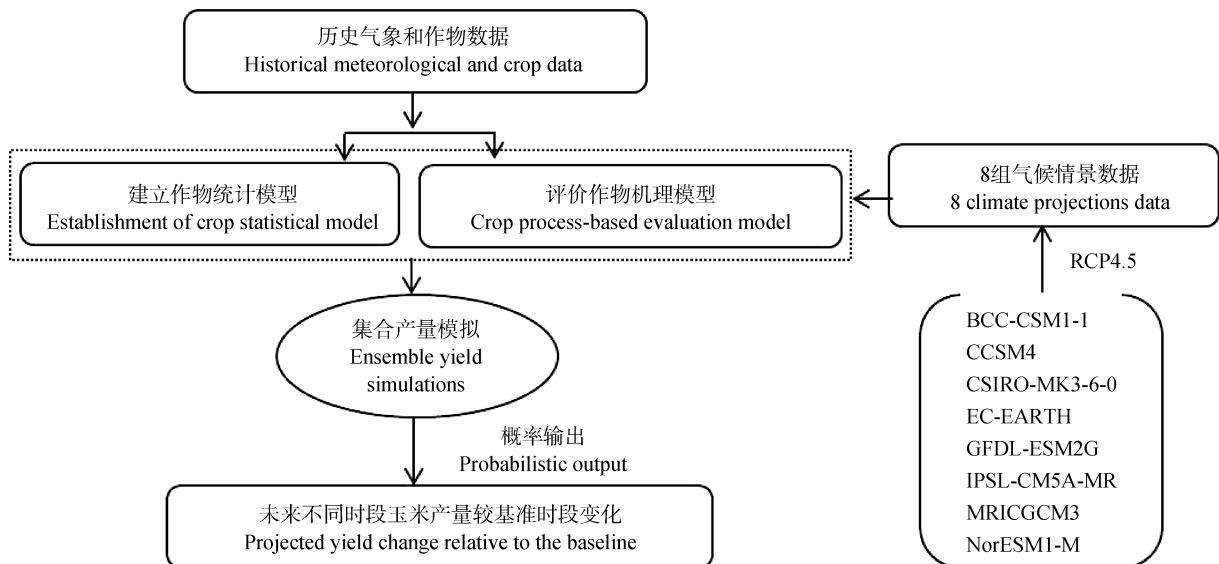 历史气象和作物数据
Historical meteorological and crop data
建立作物统计模型
Establishment of crop statistical model
评价作物机理模型
Crop process-based evaluation model
8组气候情景数据
8 climate projections data
RCP4.5
BCC-CSM1-1
CCSM4
CSIRO-MK3-6-0
EC-EARTH
GFDL-ESM2G
IPSL-CM5A-MR
MRICGCM3
NorESM1-M
集合产量模拟
Ensemble yield
simulations
概率输出
Probabilistic output
未来不同时段玉米产量较基准时段变化
Projected yield change relative to the baseline